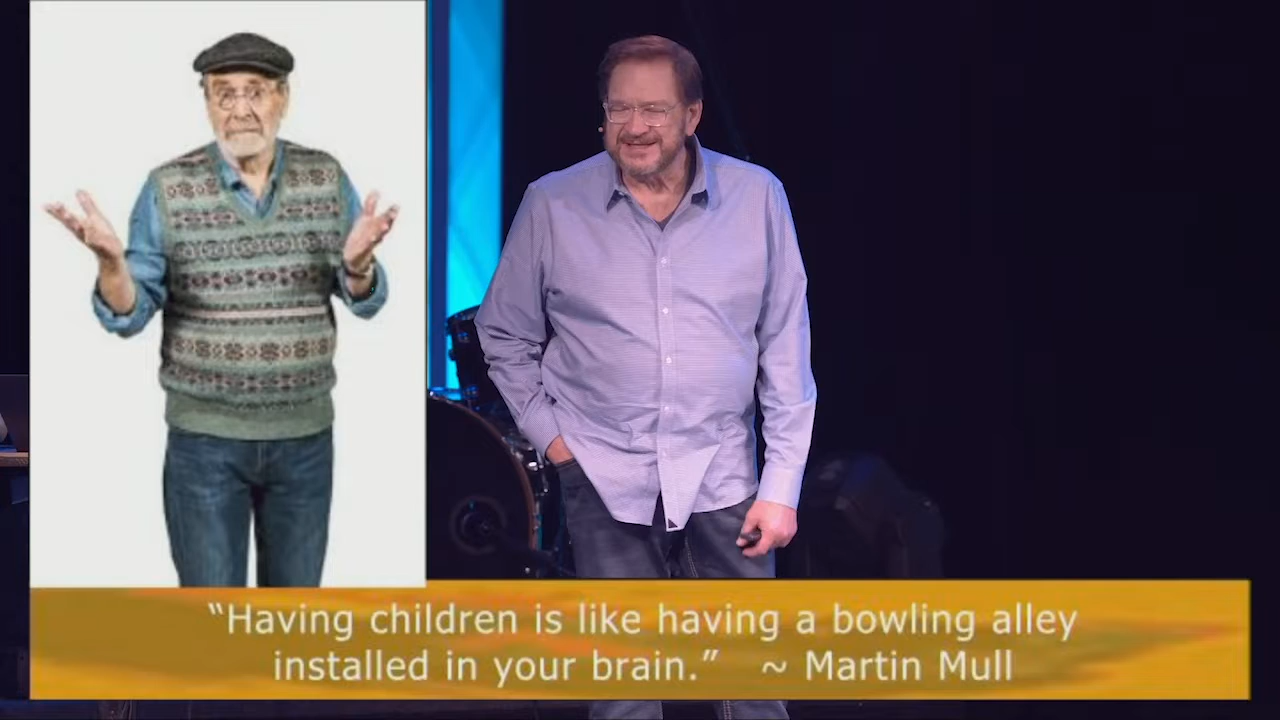 “Having children is like having a bowling alley
installed in your brain.” ~ Martin Mull